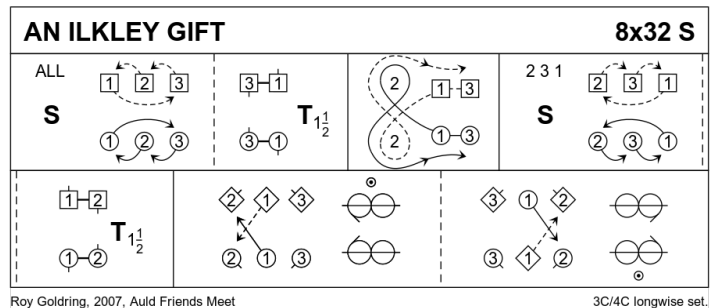 AN ILKLEY GIFT 8x32 S
ALL 1 2 3
S
1 2 3
3 1
T1½
3 1
2 1 3
2 1 3
2 3 1 2 3 1
S
2 3 1
1 2
T1½
1 2
2 1 3
2 1 3
3 1 2
3 1 2
Roy Goldring, 2007, Auld Friends Meet 3C/4C longwise set.